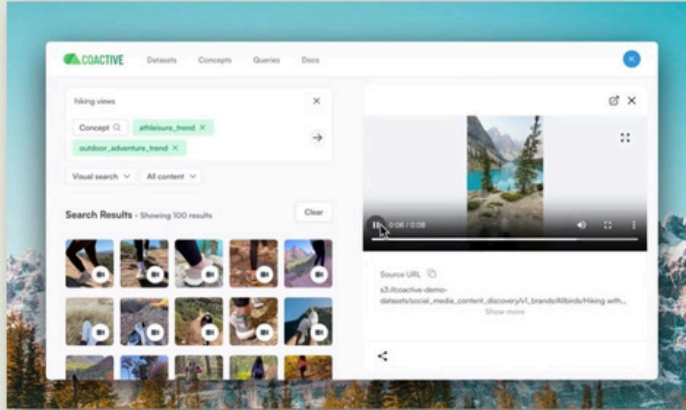 COACTIVE
Datasets
Concepts
Queries
Docs
hiking views
Concept
athleisure_trend
outdoor_adventure_trend
Visual search
All content
Search Results - Showing 100 results
Clear
0:06 / 0:08
Source URL
s3://coactive-demo-
datasets/social_media_content_discovery/v1_brands/Allbirds/Hiking with...
Show more